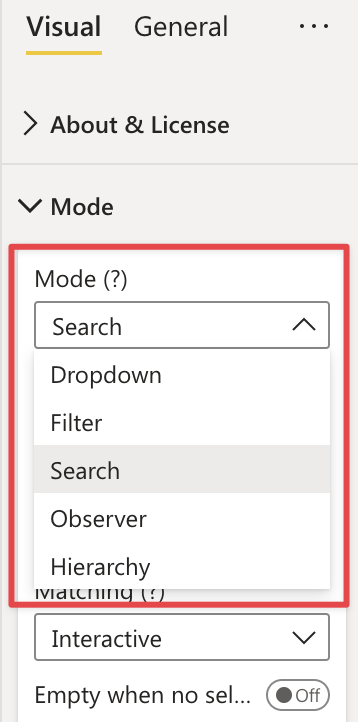 Visual General ...
About & License
Mode
Mode (?)
Search
Dropdown
Filter
Search
Observer
Hierarchy
Matching (?)
Interactive
Empty when no sel... Off